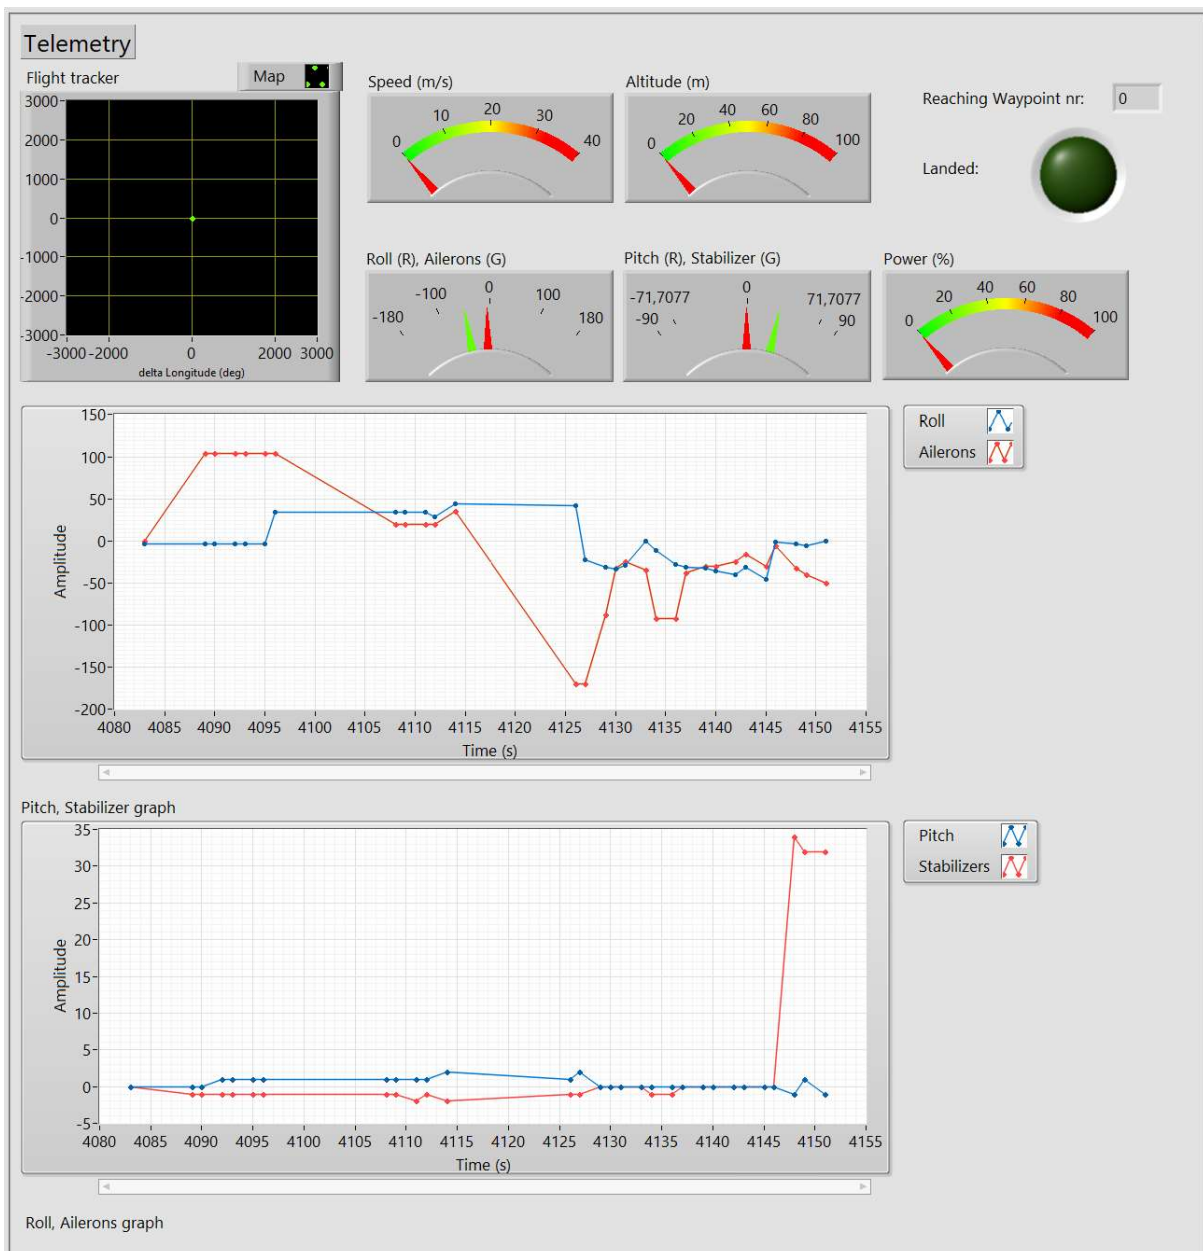 Telemetry
Flight tracker
Map
3000
2000
1000
0
-1000
-2000
-3000
-3000 -2000 0 2000 3000
delta Longitude (deg)
Speed (m/s)
0 10 20 30 40
Altitude (m)
0 20 40 60 80 100
Reaching Waypoint nr: 0
Landed:
Roll (R), Ailerons (G)
-180 -100 0 100 180
Pitch (R), Stabilizer (G)
-71,7077 0 71,7077
-90 90
Power (%)
0 20 40 60 80 100
150
100
50
0
-50
-100
-150
-200
Amplitude
4080 4085 4090 4095 4100 4105 4110 4115 4120 4125 4130 4135 4140 4145 4150 4155
Time (s)
Roll
Ailerons
Pitch, Stabilizer graph
35
30
25
20
15
10
5
0
-5
Amplitude
4080 4085 4090 4095 4100 4105 4110 4115 4120 4125 4130 4135 4140 4145 4150 4155
Time (s)
Pitch
Stabilizers
Roll, Ailerons graph